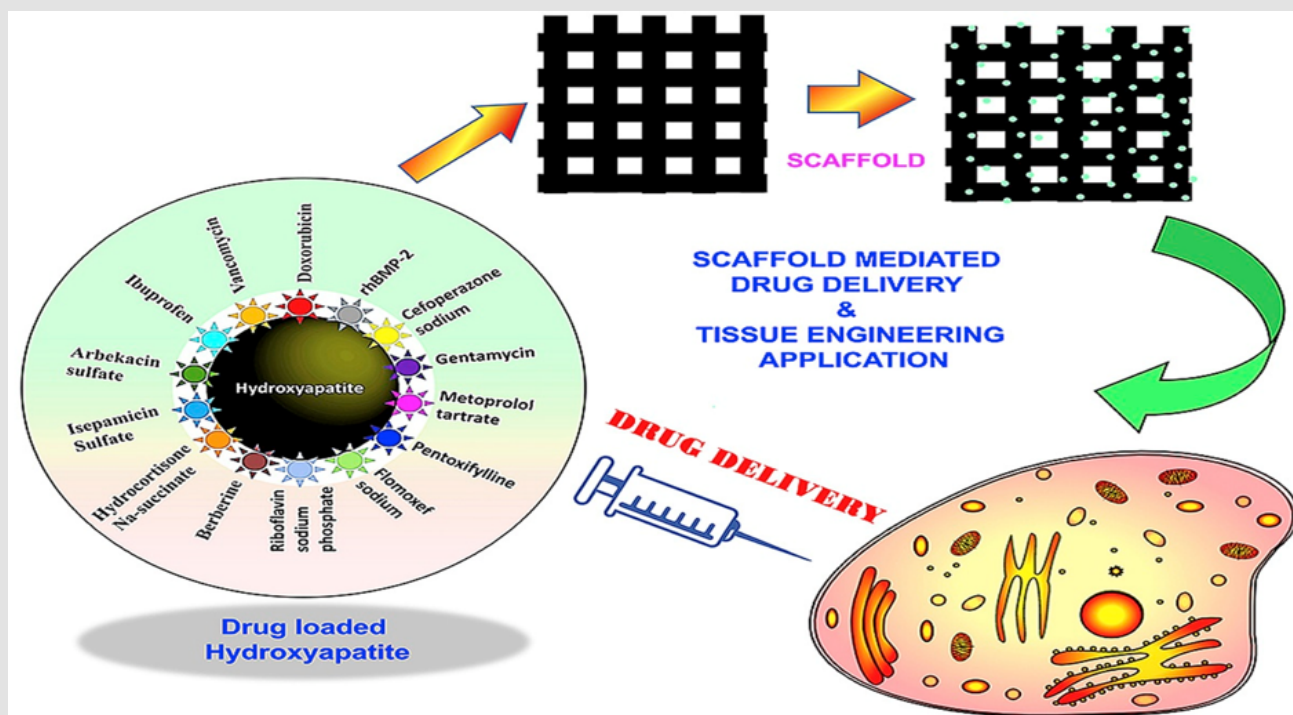 SCAFFOLD
SCAFFOLD MEDIATED
DRUG DELIVERY
&
TISSUE ENGINEERING
APPLICATION
Doxorubicin
rhBMP-2
Cefoperazone
sodium
Gentamycin
Metoprolol
tartrate
Pentoxifylline
Flomoxef
sodium
Riboflavin
sodium
phosphate
Berberine
Hydrocortisone
Na-succinate
Isepamicin
Sulfate
Arbekacin
sulfate
Ibuprofen
Vancomycin
Hydroxyapatite
DRUG DELIVERY
Drug loaded
Hydroxyapatite